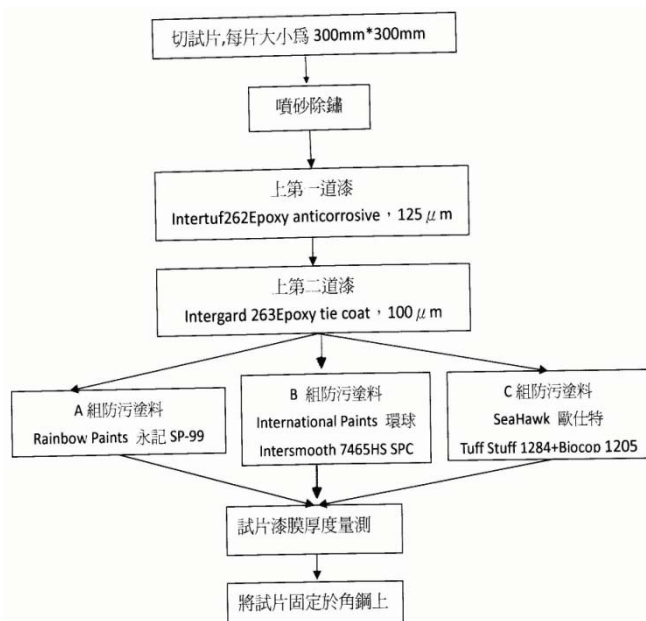 切試片,每片大小爲 300mm*300mm
噴砂除鏽
上第一道漆
Intertuf262Epoxy anticorrosive，125μm
上第二道漆
Intergard 263Epoxy tie coat，100μm
A 組防污塗料
Rainbow Paints 永記 SP-99
B 組防污塗料
International Paints 環球
Intersmooth 7465HS SPC
C 組防污塗料
SeaHawk 歐仕特
Tuff Stuff 1284+Biocop 1205
試片漆膜厚度量測
將試片固定於角鋼上